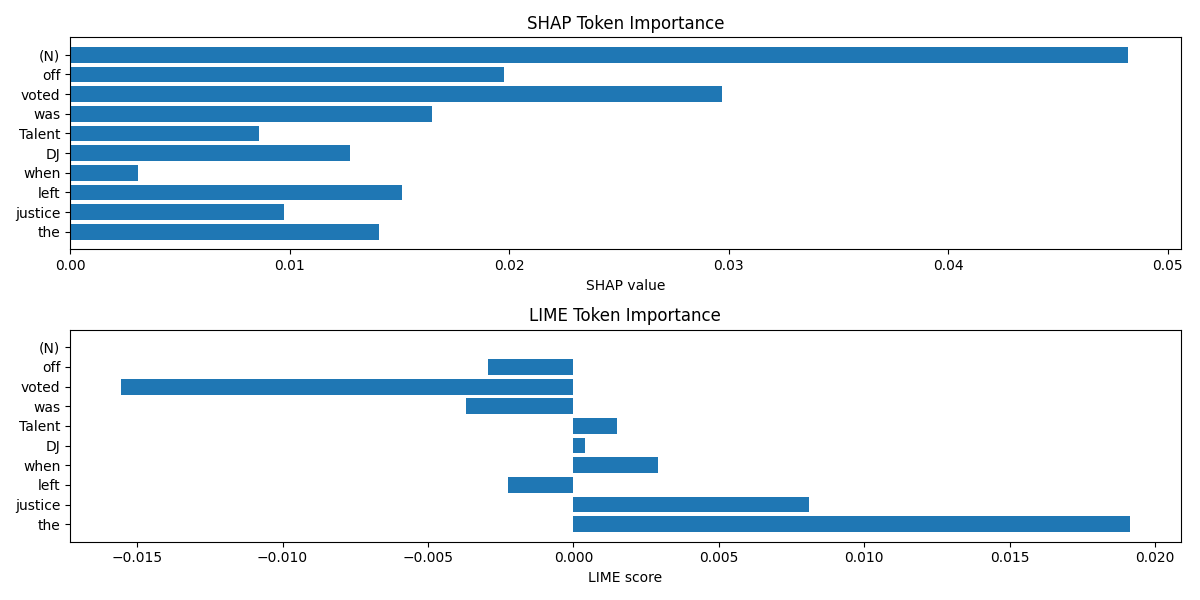 SHAP Token Importance
(N)
off
voted
was
Talent
DJ
when
left
justice
the
0.00 0.01 0.02 0.03 0.04 0.05
SHAP value
LIME Token Importance
(N)
off
voted
was
Talent
DJ
when
left
justice
the
−0.015 −0.010 −0.005 0.000 0.005 0.010 0.015 0.020
LIME score